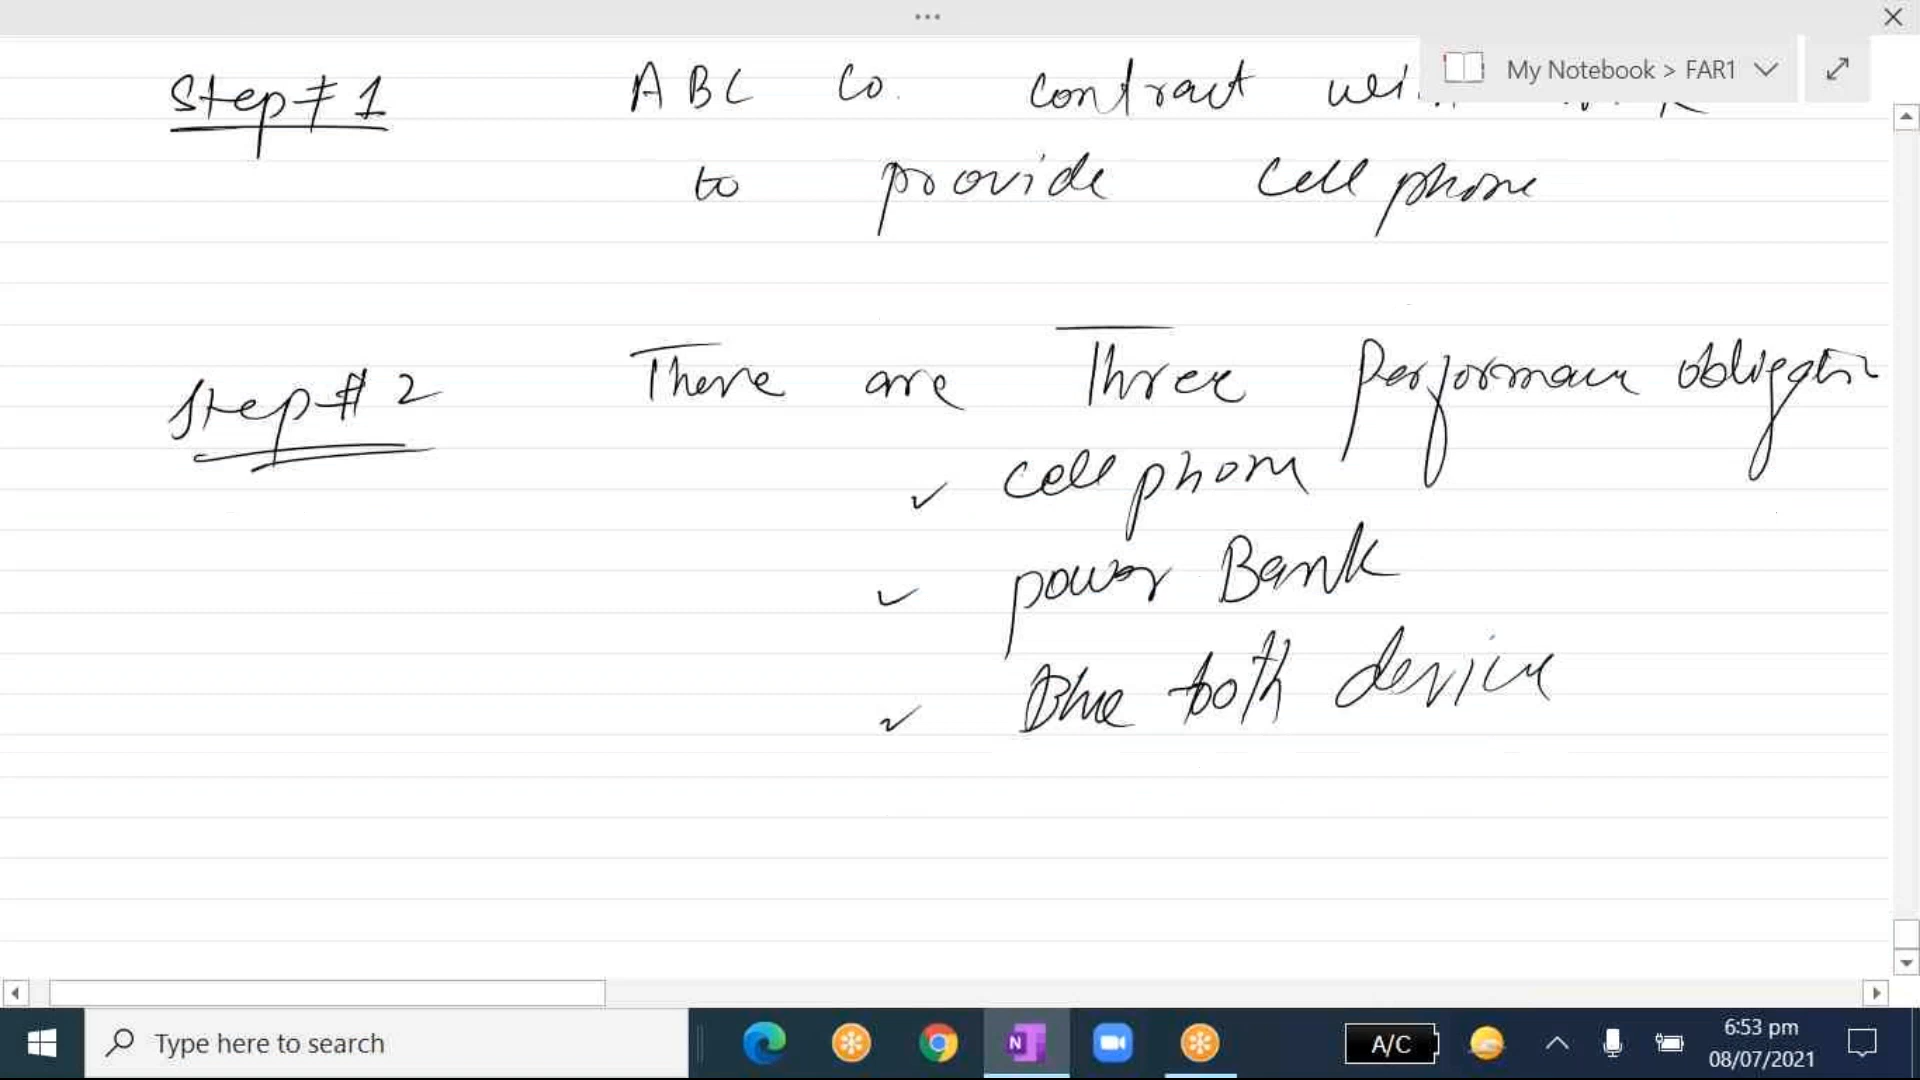 ...
My Notebook > FAR1
Step # 1 ABC Co. contract
to provide cell phone
Step # 2 There are Three Performance obligation
✓ cell phone
✓ power Bank
✓ Blue tooth device
Type here to search
N
A/C
6:53 pm
08/07/2021